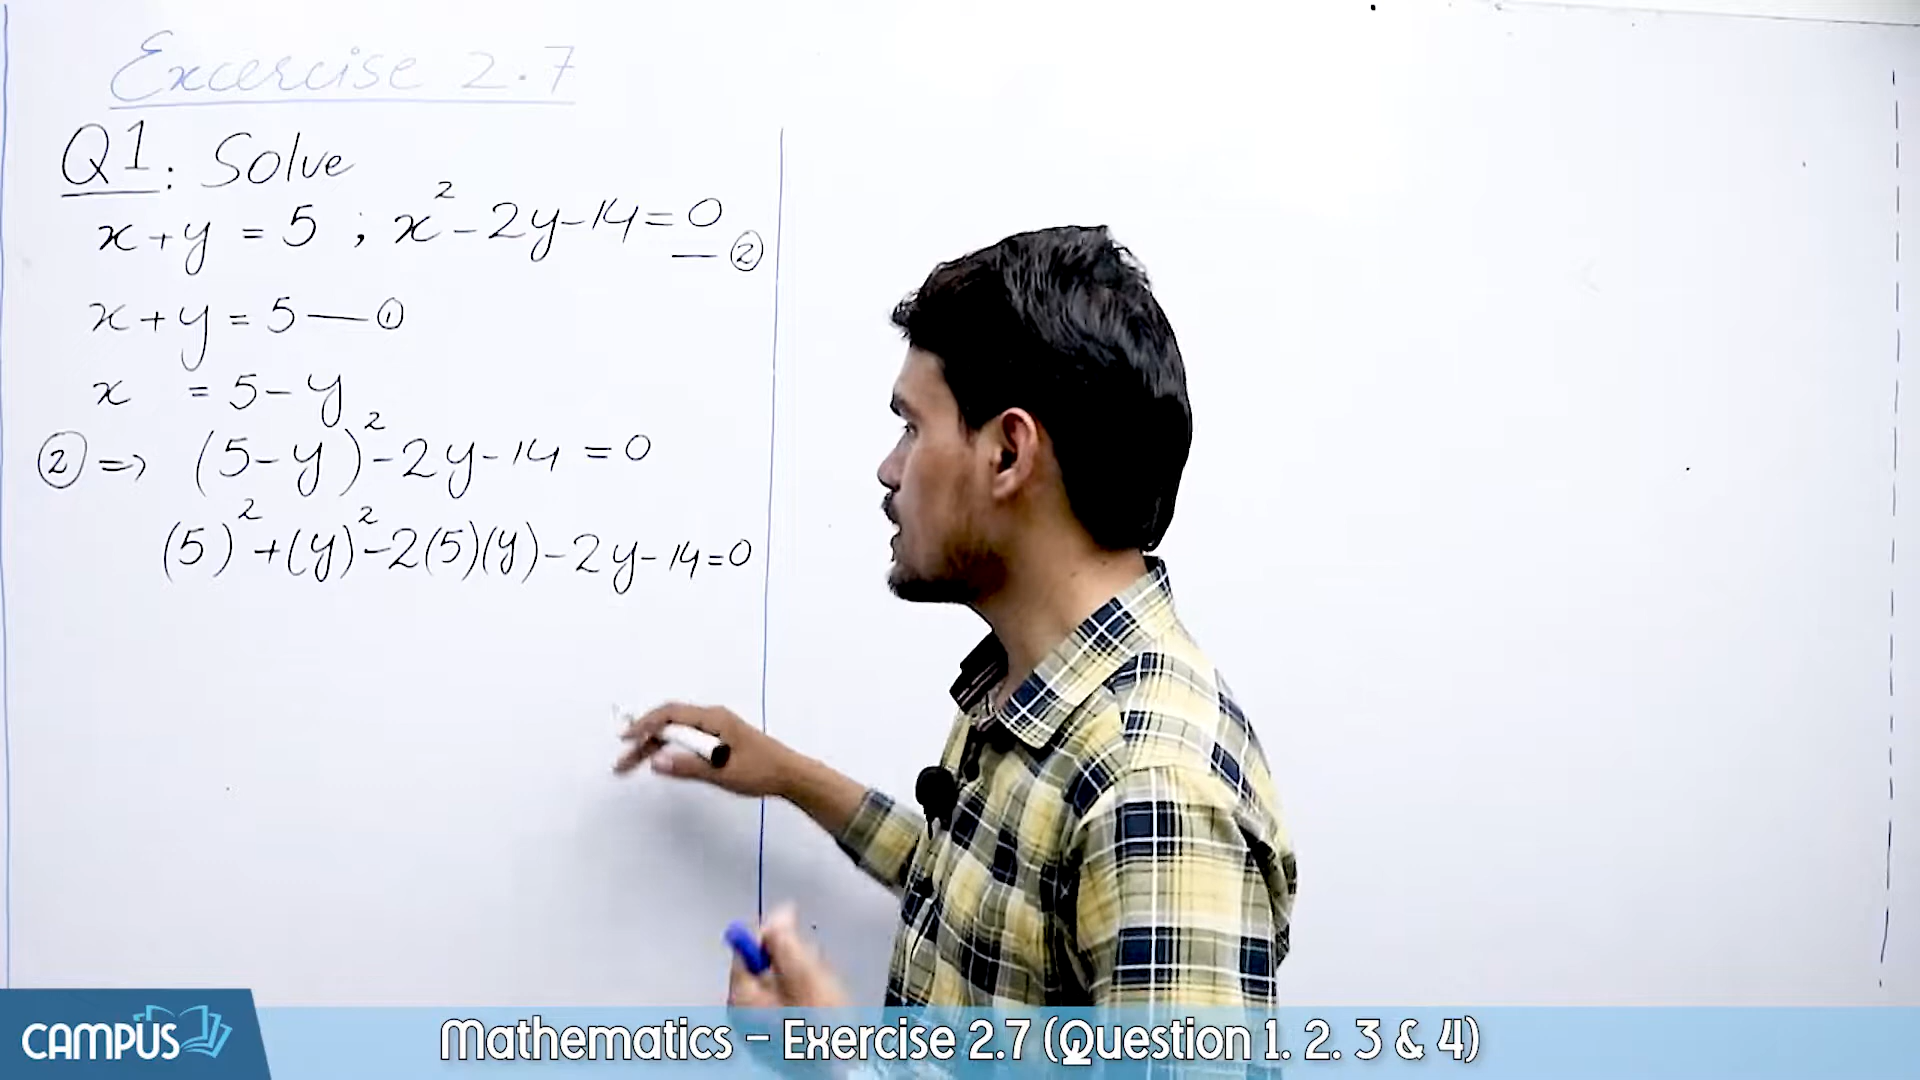 Excercise 2.7
Q1: Solve
x + y = 5 ; x² - 2y - 14 = 0 — ②
x + y = 5 — ①
x = 5 - y
② => (5 - y)² - 2y - 14 = 0
(5)² + (y)² - 2(5)(y) - 2y - 14 = 0
CAMPUS
Mathematics – Exercise 2.7 (Question 1. 2. 3 & 4)